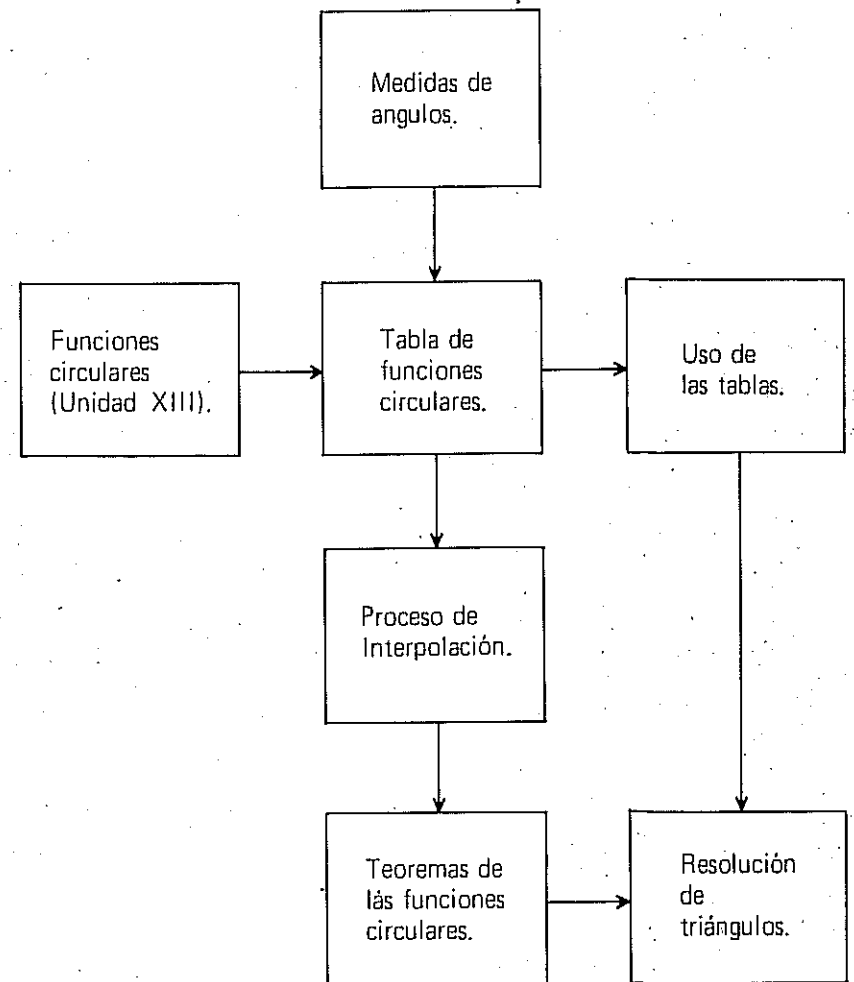 Medidas de
angulos.
Funciones
circulares
(Unidad XIII).
Tabla de
funciones
circulares.
Uso de
las tablas.
Proceso de
Interpolación.
Teoremas de
lás funciones
circulares.
Resolución
de
triángulos.